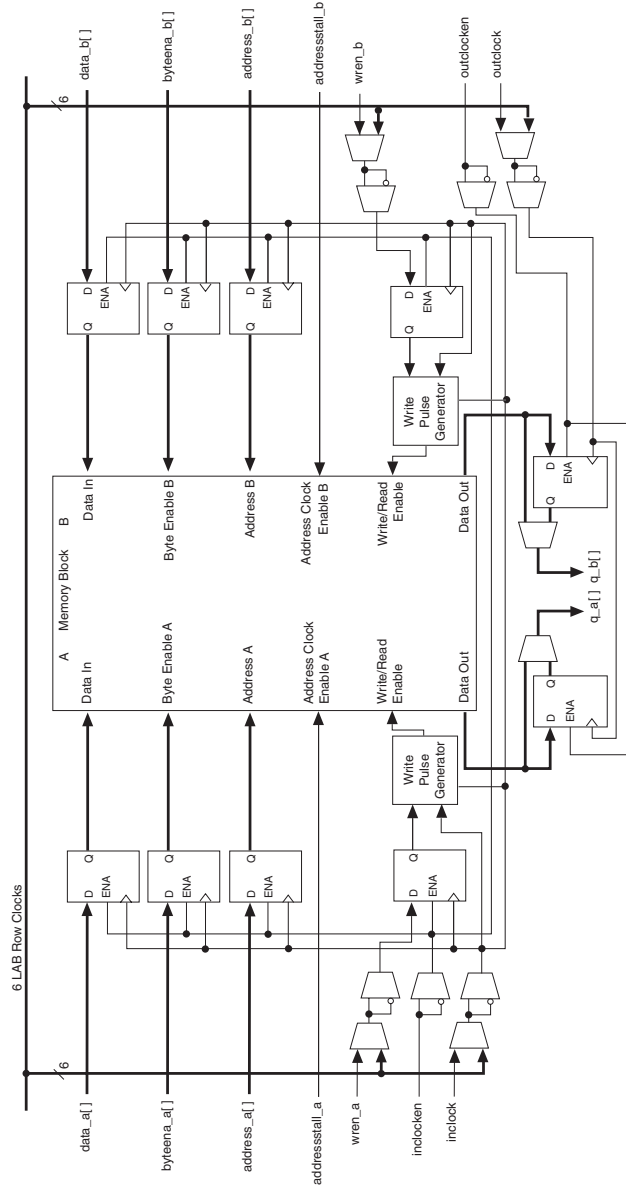 6 LAB Row Clocks
6
6
data_a[ ]
byteena_a[ ]
address_a[ ]
addressstall_a
wren_a
inclocken
inclock
D
Q
ENA
D
Q
ENA
D
Q
ENA
D
Q
ENA
Write
Pulse
Generator
A
Memory Block
B
Data In
Byte Enable A
Address A
Address Clock
Enable A
Write/Read
Enable
Data Out
Data In
Byte Enable B
Address B
Address Clock
Enable B
Write/Read
Enable
Data Out
Write
Pulse
Generator
Q
D
ENA
Q
D
ENA
Q
D
ENA
Q
D
ENA
data_b[ ]
byteena_b[ ]
address_b[ ]
addressstall_b
wren_b
outclocken
outclock
D
Q
ENA
q_a[ ]
q_b[ ]
Q
D
ENA